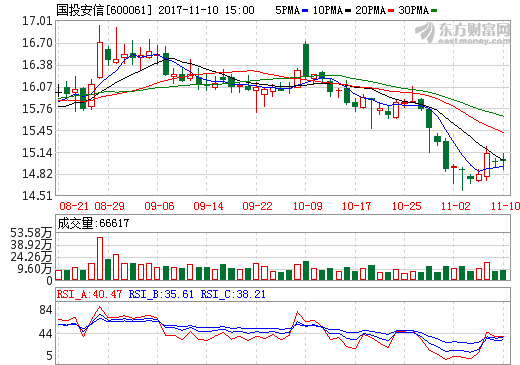 国投安信[600061] 2017-11-10 15:00 5PMA 10PMA 20PMA 30PMA
东方财富网
eastmoney.com
17.01
16.70
16.38
16.07
15.76
15.45
15.14
14.82
14.51
08-21 08-29 09-06 09-14 09-22 10-09 10-17 10-25 11-02 11-10
成交量:66617
53.58万
38.92万
24.26万
9.60万
0
RSI_A:40.47 RSI_B:35.61 RSI_C:38.21
84
44
5